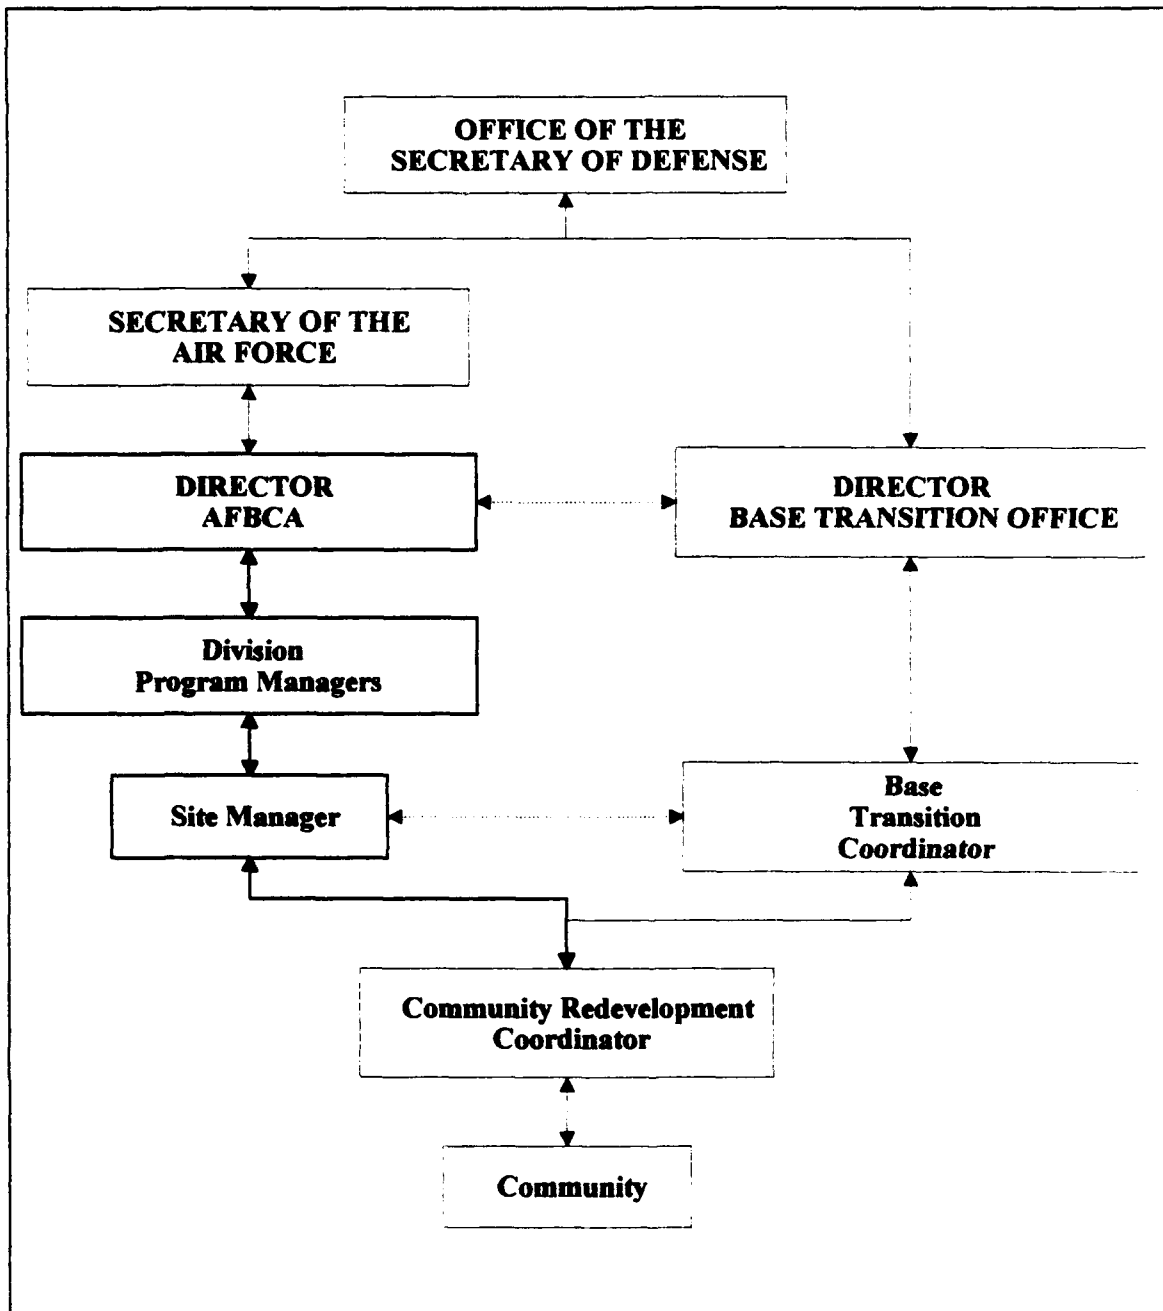 OFFICE OF THE
SECRETARY OF DEFENSE
SECRETARY OF THE
AIR FORCE
DIRECTOR
AFBCA
DIRECTOR
BASE TRANSITION OFFICE
Division
Program Managers
Site Manager
Base
Transition
Coordinator
Community Redevelopment
Coordinator
Community